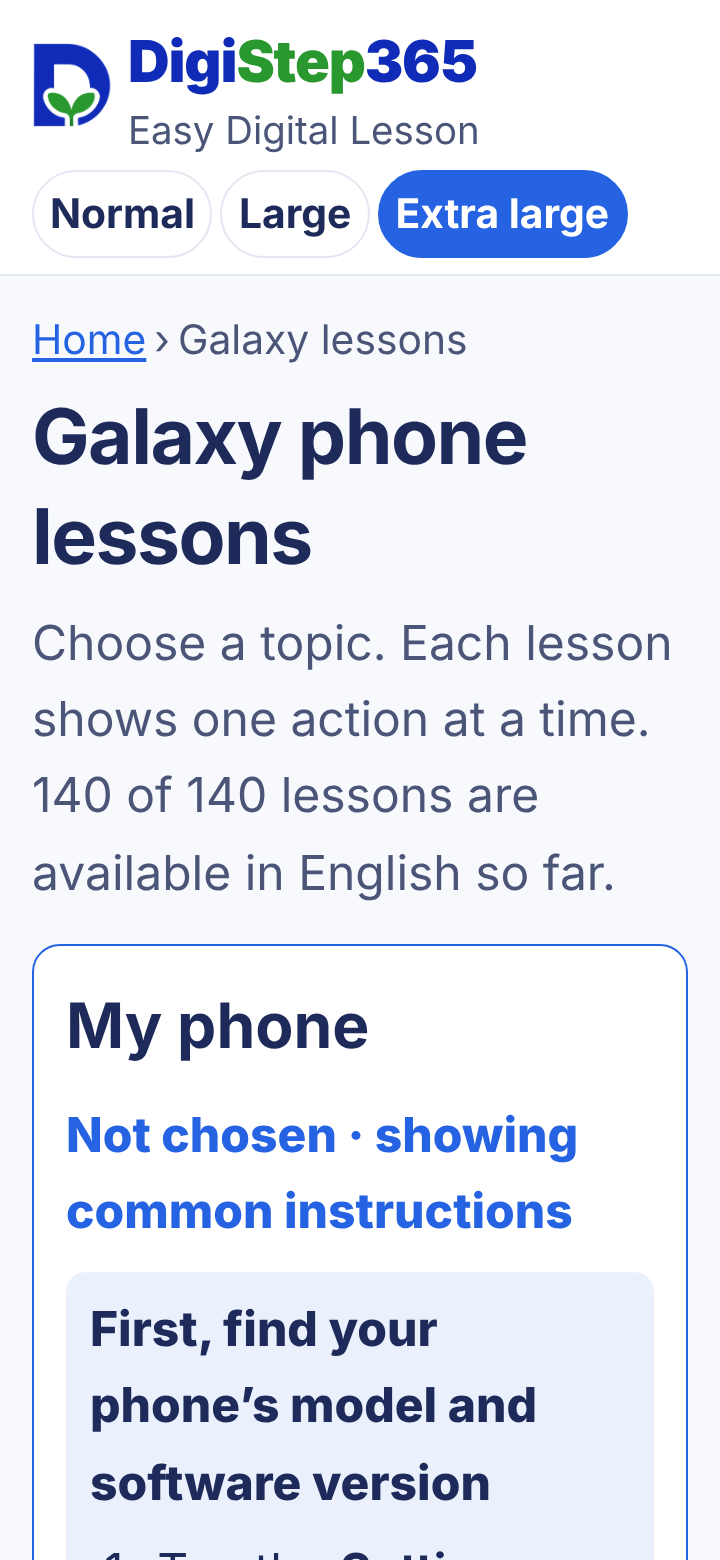 DigiStep365
Easy Digital Lesson
Normal
Large
Extra large
Home › Galaxy lessons
Galaxy phone
lessons
Choose a topic. Each lesson
shows one action at a time.
140 of 140 lessons are
available in English so far.
My phone
Not chosen · showing
common instructions
First, find your
phone’s model and
software version